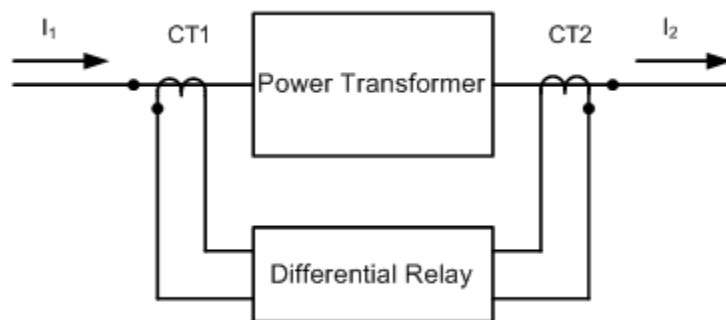 I₁
CT1
CT2
I₂
Power Transformer
Differential Relay